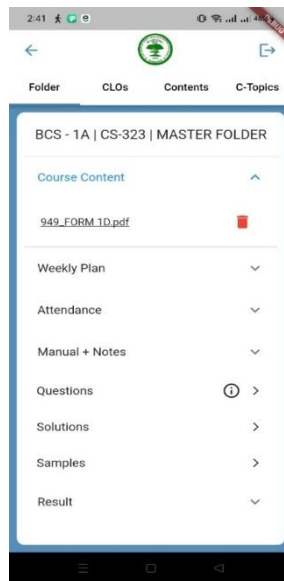 2:41
DEBUG
Folder CLOs Contents C-Topics
BCS - 1A | CS-323 | MASTER FOLDER
Course Content
949_FORM 1D.pdf
Weekly Plan
Attendance
Manual + Notes
Questions
Solutions
Samples
Result